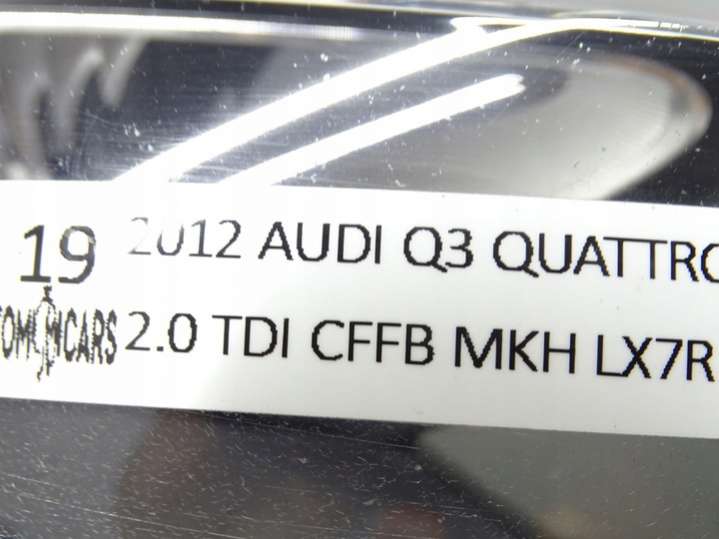 19 2012 AUDI Q3 QUATTRO
2.0 TDI CFFB MKH LX7R